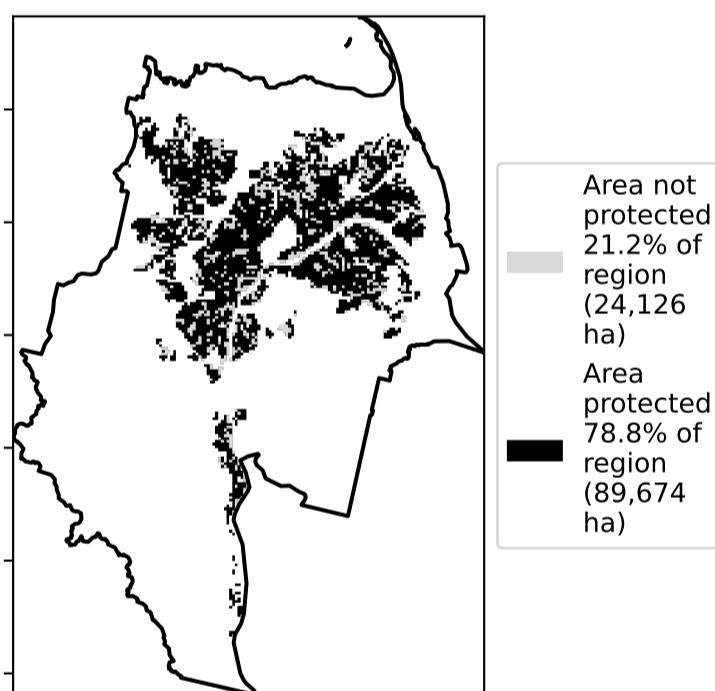 Area not
protected
21.2% of
region
(24,126
ha)
Area
protected
78.8% of
region
(89,674
ha)